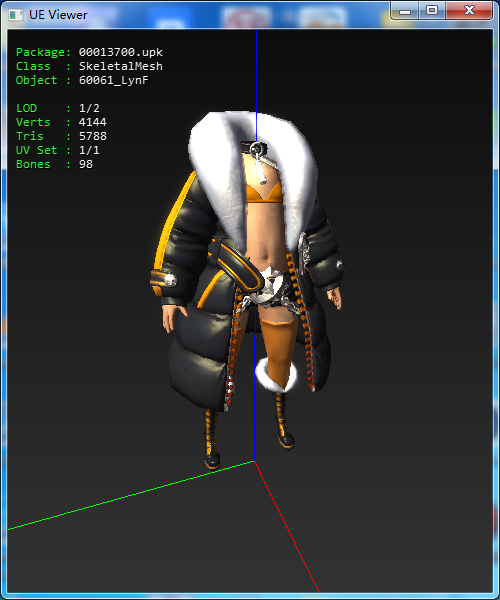 UE Viewer
Package: 00013700.upk
Class : SkeletalMesh
Object : 60061_LynF
LOD : 1/2
Verts : 4144
Tris : 5788
UV Set : 1/1
Bones : 98